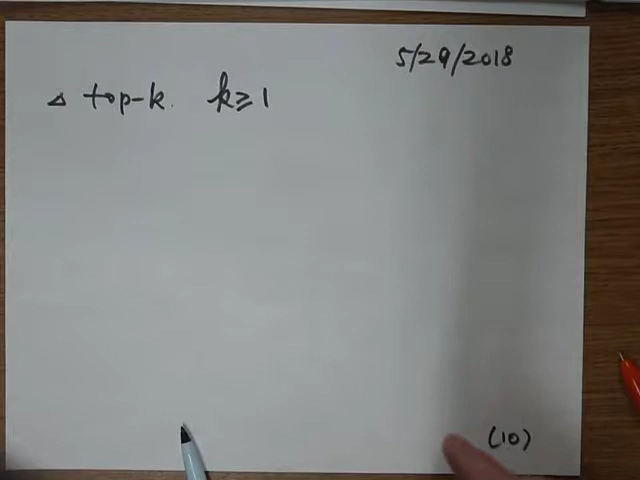 5/29/2018
△ top-k. k≥1
(10)